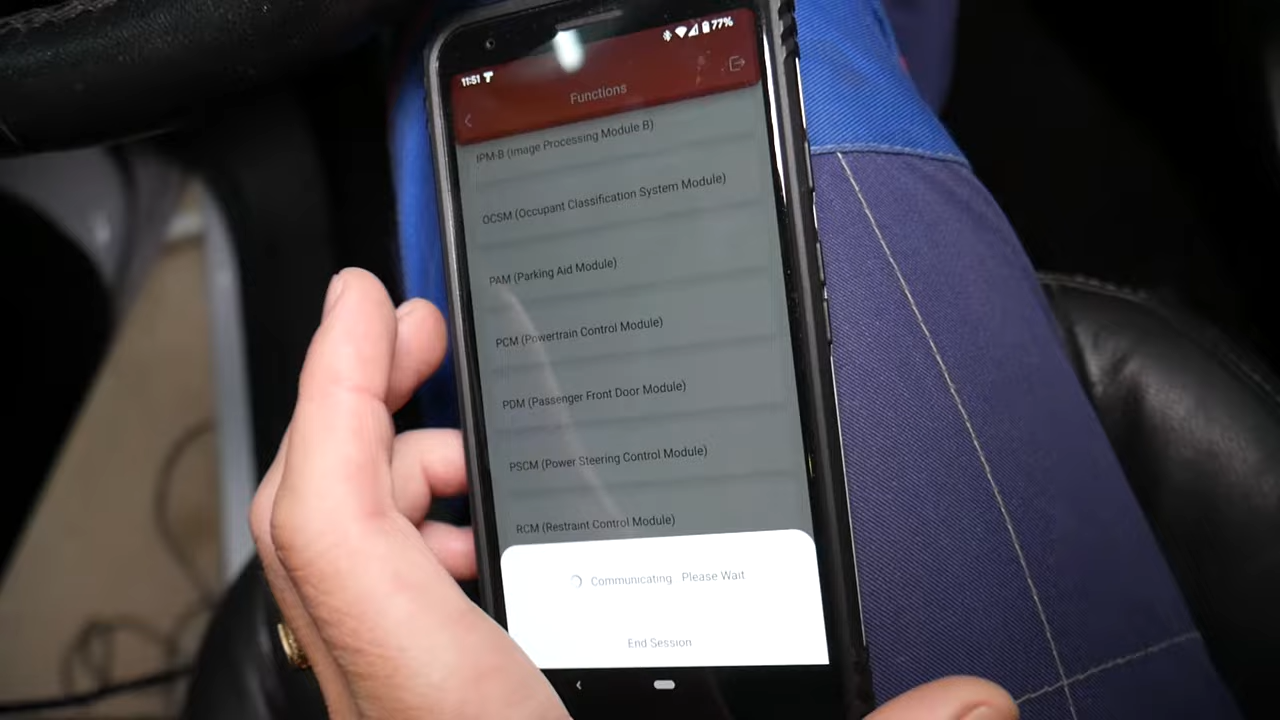 11:51 77%
Functions
IPM-B (Image Processing Module B)
OCSM (Occupant Classification System Module)
PAM (Parking Aid Module)
PCM (Powertrain Control Module)
PDM (Passenger Front Door Module)
PSCM (Power Steering Control Module)
RCM (Restraint Control Module)
Communicating Please Wait
End Session